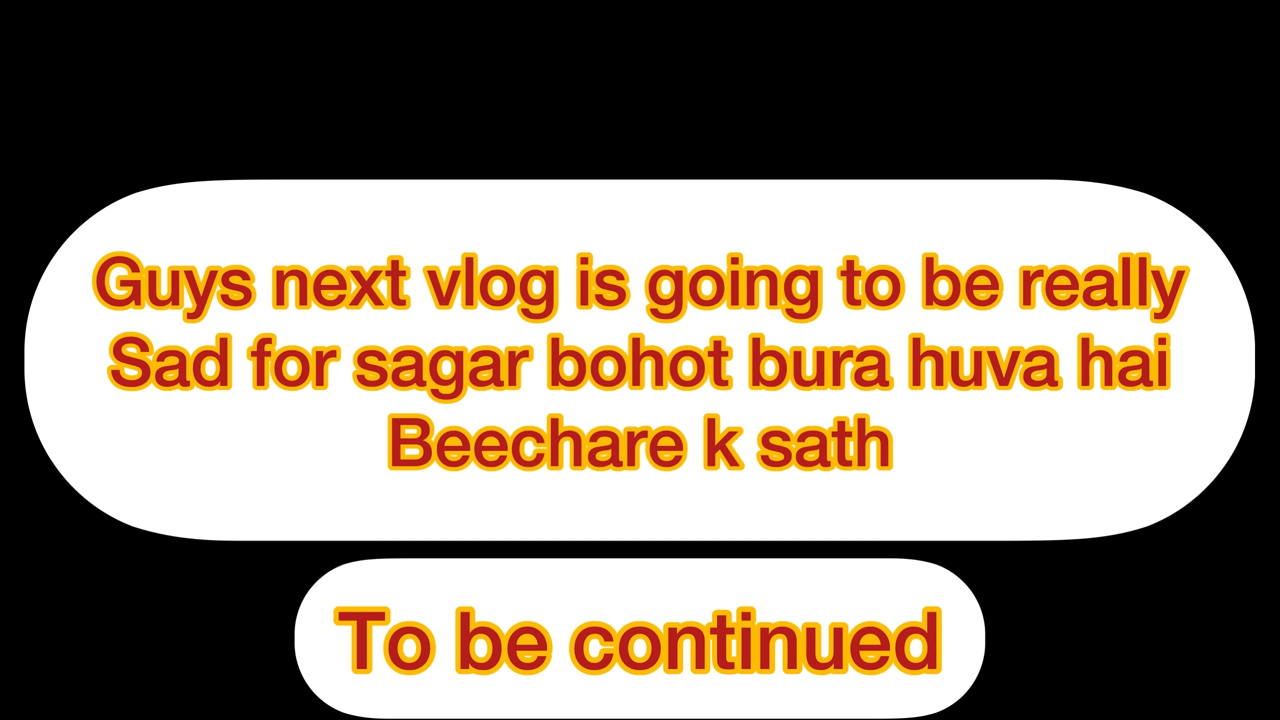 Guys next vlog is going to be really
Sad for sagar bohot bura huva hai
Beechare k sath
To be continued